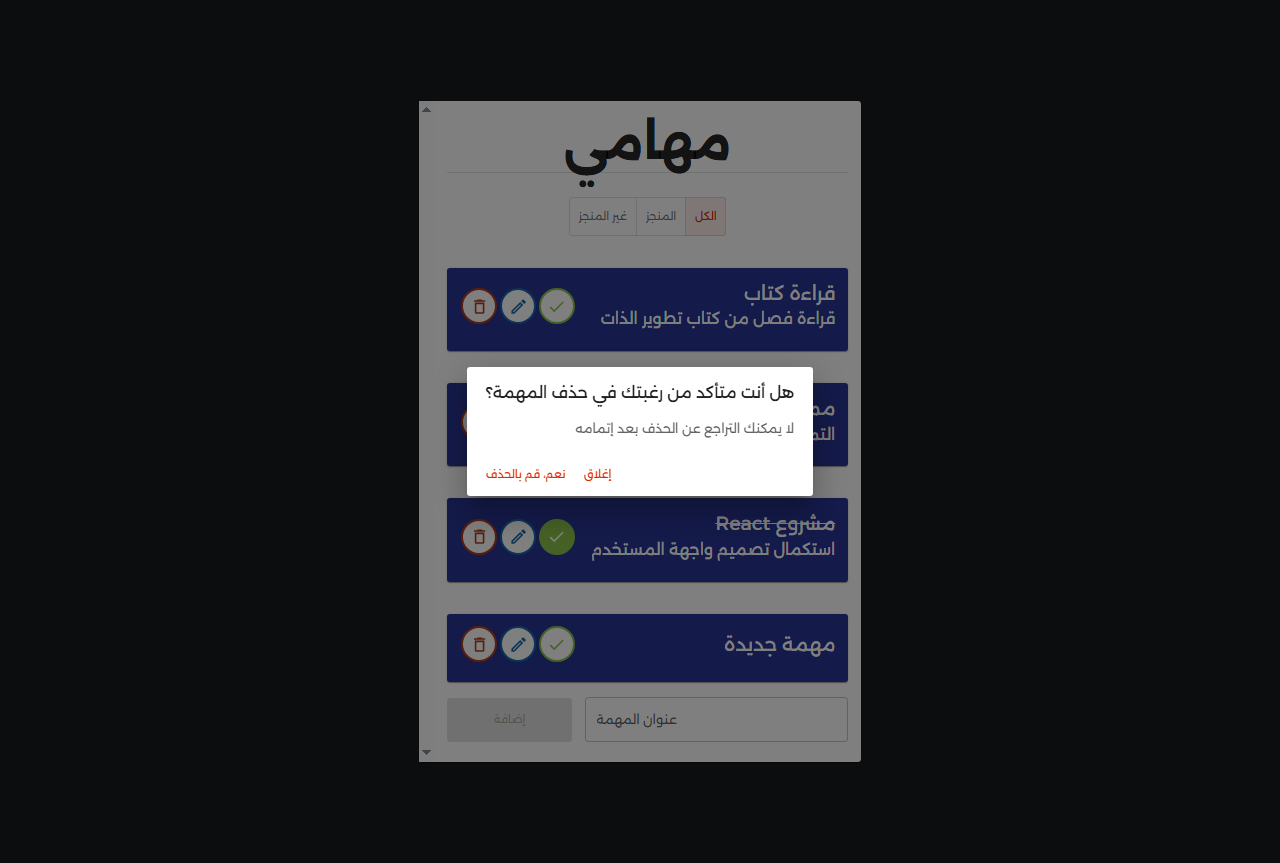 مهامي
الكل
المنجز
غير المنجز
قراءة كتاب
قراءة فصل من كتاب تطوير الذات
هل أنت متأكد من رغبتك في حذف المهمة؟
لا يمكنك التراجع عن الحذف بعد إتمامه
إغلاق
نعم، قم بالحذف
مشروع React
استكمال تصميم واجهة المستخدم
مهمة جديدة
عنوان المهمة
إضافة